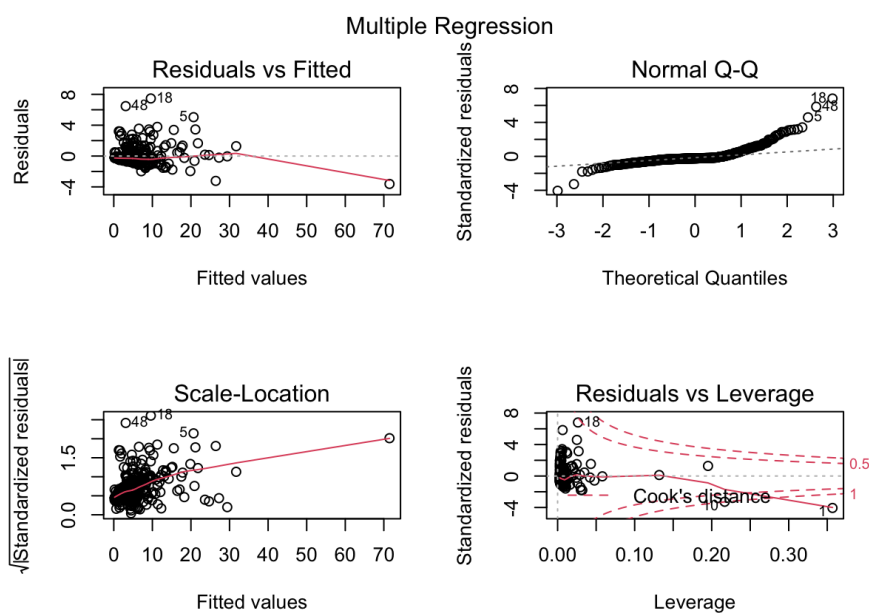 Multiple Regression
Residuals vs Fitted
Residuals
-4 0 4 8
48 18
5
0 10 20 30 40 50 60 70
Fitted values
Normal Q-Q
Standardized residuals
-4 0 4 8
18
48
5
-3 -2 -1 0 1 2 3
Theoretical Quantiles
Scale-Location
√|Standardized residuals|
0.0 1.5
48 18
5
0 10 20 30 40 50 60 70
Fitted values
Residuals vs Leverage
Standardized residuals
-4 0 4 8
18
0.5
Cook's distance
1
10
1
0.00 0.10 0.20 0.30
Leverage